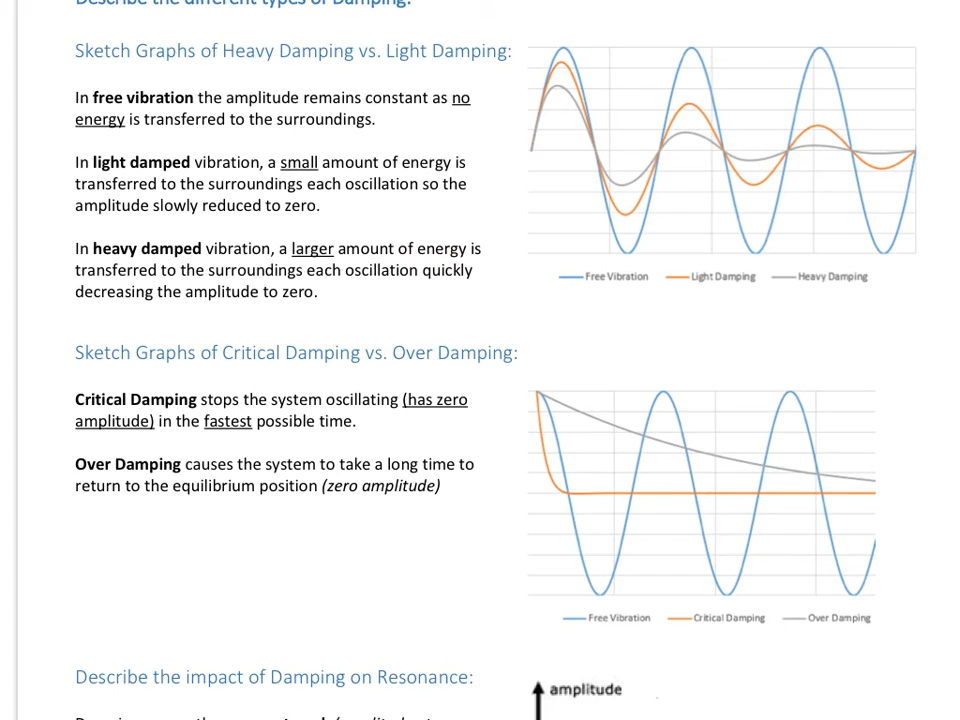 Describe the different types of Damping:
Sketch Graphs of Heavy Damping vs. Light Damping:
In free vibration the amplitude remains constant as no
energy is transferred to the surroundings.
In light damped vibration, a small amount of energy is
transferred to the surroundings each oscillation so the
amplitude slowly reduced to zero.
In heavy damped vibration, a larger amount of energy is
transferred to the surroundings each oscillation quickly
decreasing the amplitude to zero.
Free Vibration Light Damping Heavy Damping
Sketch Graphs of Critical Damping vs. Over Damping:
Critical Damping stops the system oscillating (has zero
amplitude) in the fastest possible time.
Over Damping causes the system to take a long time to
return to the equilibrium position (zero amplitude)
Free Vibration Critical Damping Over Damping
Describe the impact of Damping on Resonance:
amplitude